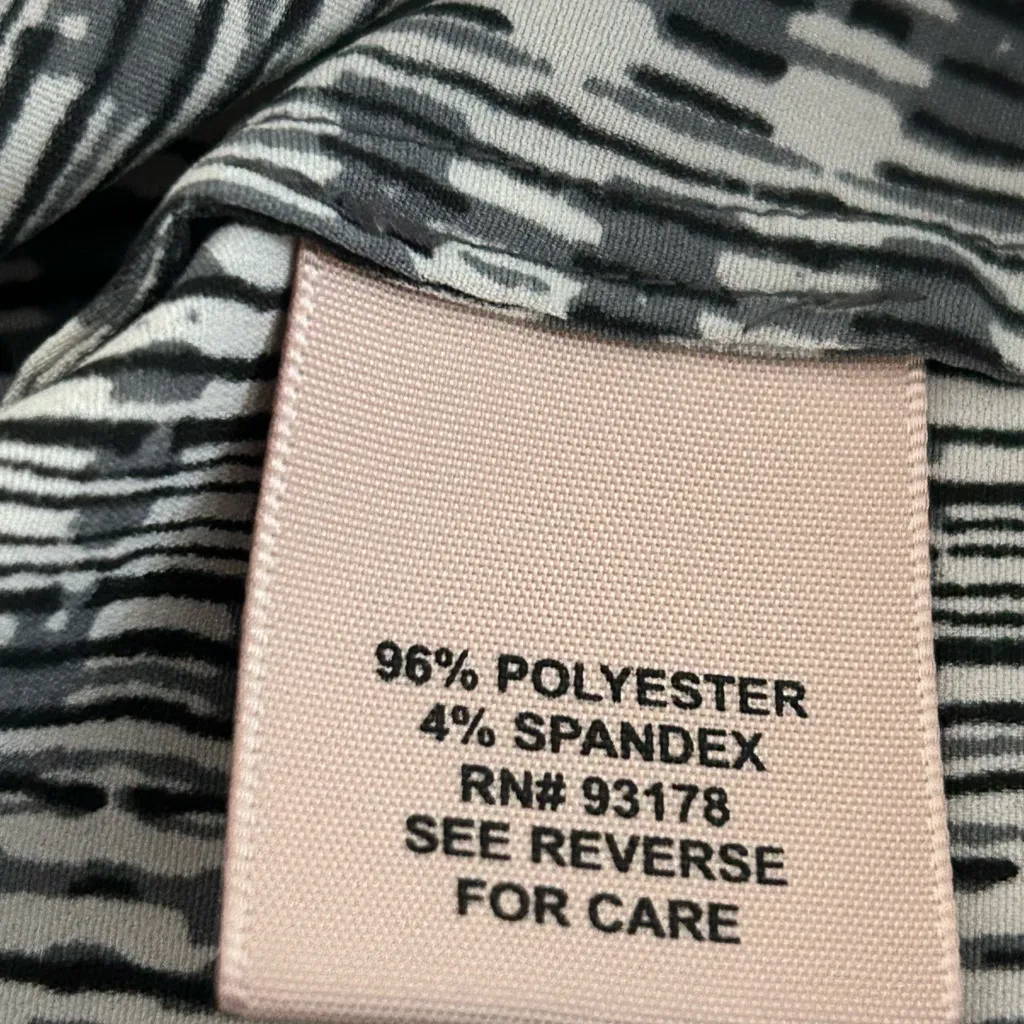 96% POLYESTER
4% SPANDEX
RN# 93178
SEE REVERSE
FOR CARE